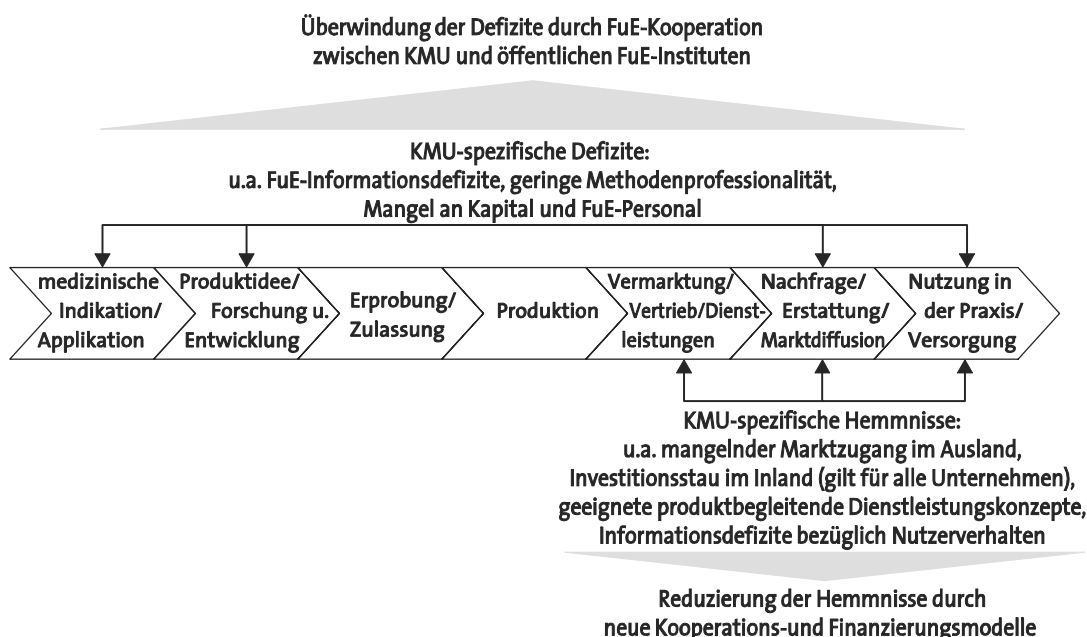 Überwindung der Defizite durch FuE-Kooperation
zwischen KMU und öffentlichen FuE-Instituten
KMU-spezifische Defizite:
u.a. FuE-Informationsdefizite, geringe Methodenprofessionalität,
Mangel an Kapital und FuE-Personal
medizinische
Indikation/
Applikation
Produktidee/
Forschung u.
Entwicklung
Erprobung/
Zulassung
Produktion
Vermarktung/
Vertrieb/Dienst-
leistungen
Nachfrage/
Erstattung/
Marktdiffusion
Nutzung in
der Praxis/
Versorgung
KMU-spezifische Hemmnisse:
u.a. mangelnder Marktzugang im Ausland,
Investitionsstau im Inland (gilt für alle Unternehmen),
geeignete produktbegleitende Dienstleistungskonzepte,
Informationsdefizite bezüglich Nutzerverhalten
Reduzierung der Hemmnisse durch
neue Kooperations-und Finanzierungsmodelle